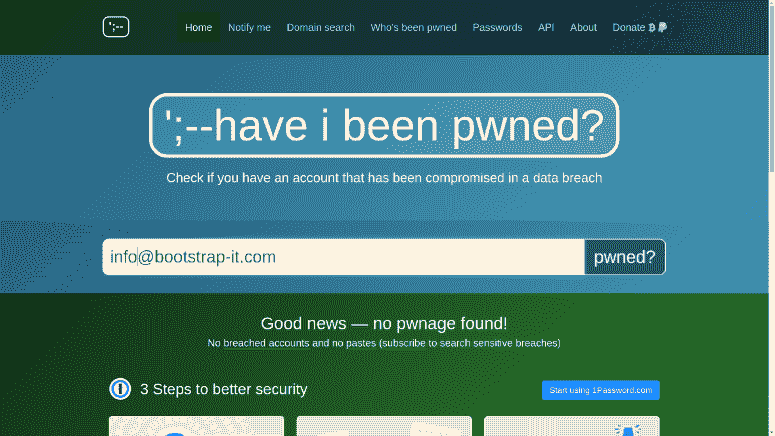 ';--
Home Notify me Domain search Who's been pwned Passwords API About Donate
';--have i been pwned?
Check if you have an account that has been compromised in a data breach
info@bootstrap-it.com
pwned?
Good news — no pwnage found!
No breached accounts and no pastes (subscribe to search sensitive breaches)
3 Steps to better security
Start using 1Password.com